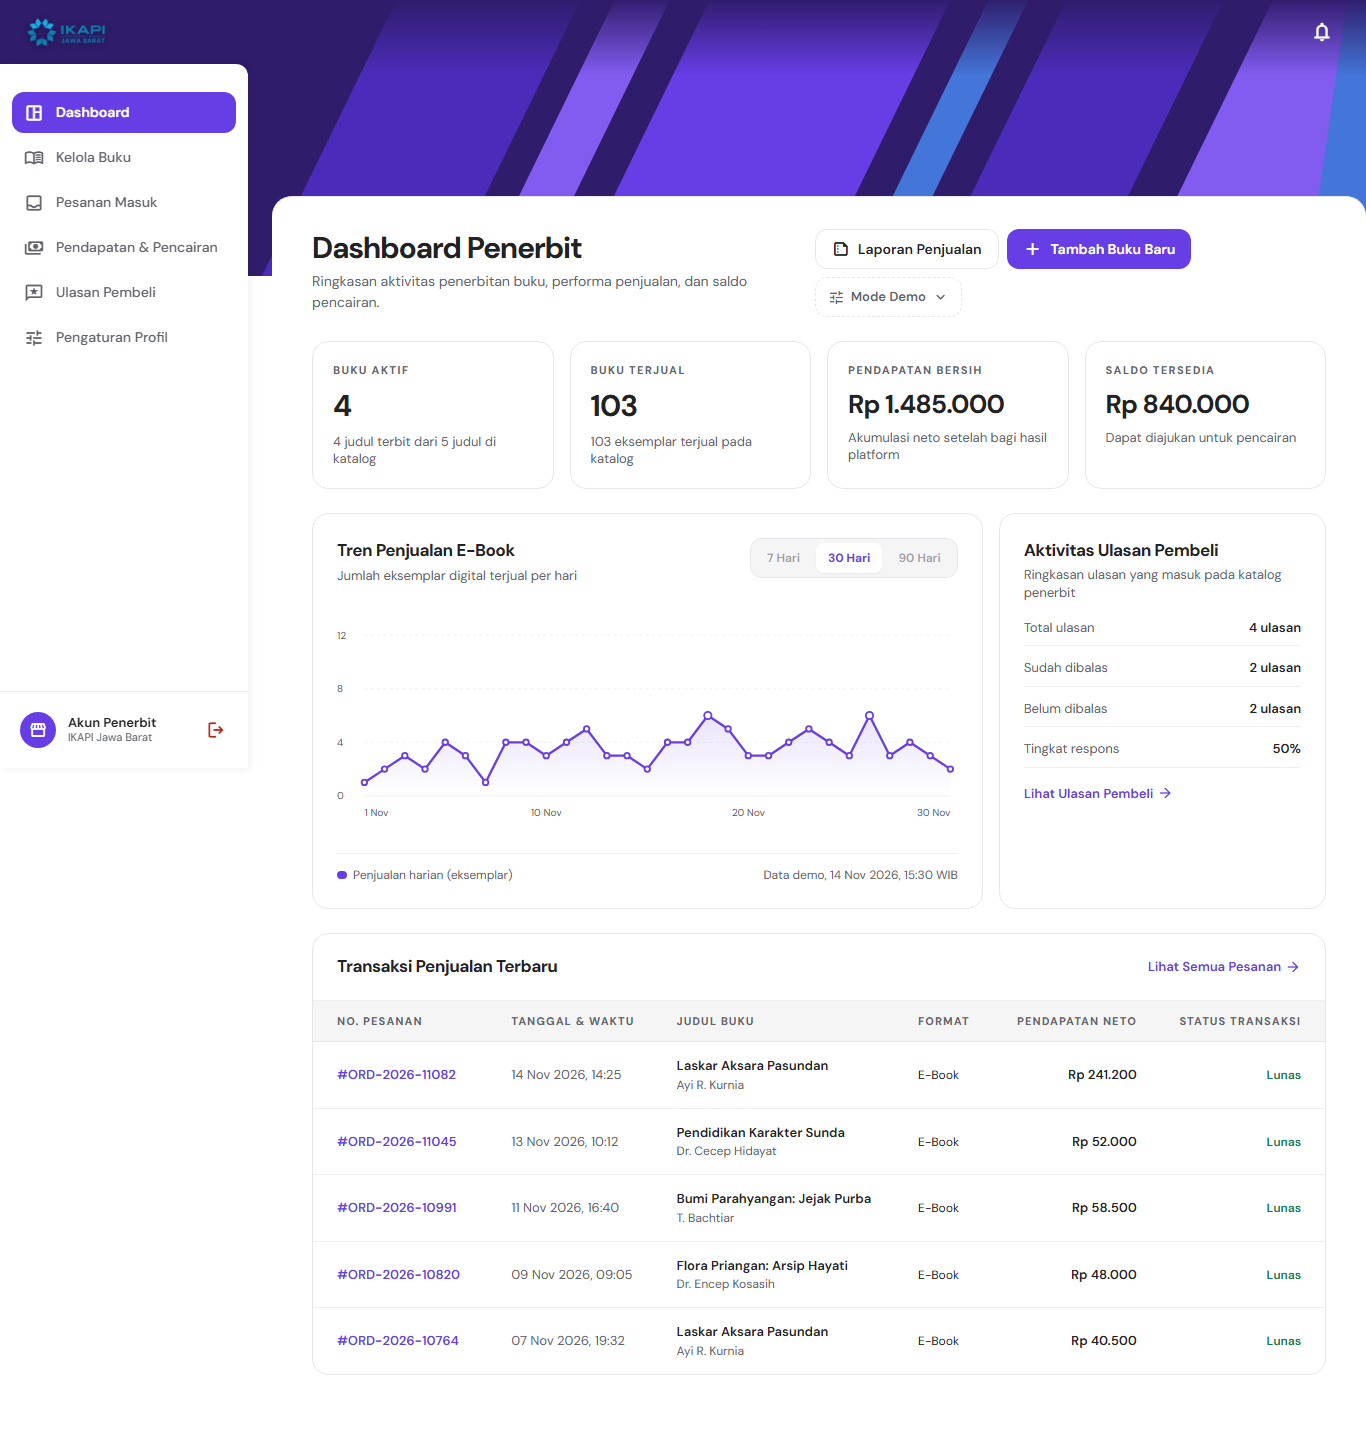 IKAPI
JAWA BARAT
Dashboard
Kelola Buku
Pesanan Masuk
Pendapatan & Pencairan
Ulasan Pembeli
Pengaturan Profil
Akun Penerbit
IKAPI Jawa Barat
Dashboard Penerbit
Ringkasan aktivitas penerbitan buku, performa penjualan, dan saldo
pencairan.
Laporan Penjualan
Tambah Buku Baru
Mode Demo
BUKU AKTIF
4
4 judul terbit dari 5 judul di
katalog
BUKU TERJUAL
103
103 eksemplar terjual pada
katalog
PENDAPATAN BERSIH
Rp 1.485.000
Akumulasi neto setelah bagi hasil
platform
SALDO TERSEDIA
Rp 840.000
Dapat diajukan untuk pencairan
Tren Penjualan E-Book
Jumlah eksemplar digital terjual per hari
7 Hari 30 Hari 90 Hari
12
8
4
0
1 Nov 10 Nov 20 Nov 30 Nov
Penjualan harian (eksemplar)
Data demo, 14 Nov 2026, 15:30 WIB
Aktivitas Ulasan Pembeli
Ringkasan ulasan yang masuk pada katalog
penerbit
Total ulasan 4 ulasan
Sudah dibalas 2 ulasan
Belum dibalas 2 ulasan
Tingkat respons 50%
Lihat Ulasan Pembeli →
Transaksi Penjualan Terbaru
Lihat Semua Pesanan →
NO. PESANAN TANGGAL & WAKTU JUDUL BUKU FORMAT PENDAPATAN NETO STATUS TRANSAKSI
#ORD-2026-11082 14 Nov 2026, 14:25 Laskar Aksara Pasundan E-Book Rp 241.200 Lunas
Ayi R. Kurnia
#ORD-2026-11045 13 Nov 2026, 10:12 Pendidikan Karakter Sunda E-Book Rp 52.000 Lunas
Dr. Cecep Hidayat
#ORD-2026-10991 11 Nov 2026, 16:40 Bumi Parahyangan: Jejak Purba E-Book Rp 58.500 Lunas
T. Bachtiar
#ORD-2026-10820 09 Nov 2026, 09:05 Flora Priangan: Arsip Hayati E-Book Rp 48.000 Lunas
Dr. Encep Kosasih
#ORD-2026-10764 07 Nov 2026, 19:32 Laskar Aksara Pasundan E-Book Rp 40.500 Lunas
Ayi R. Kurnia